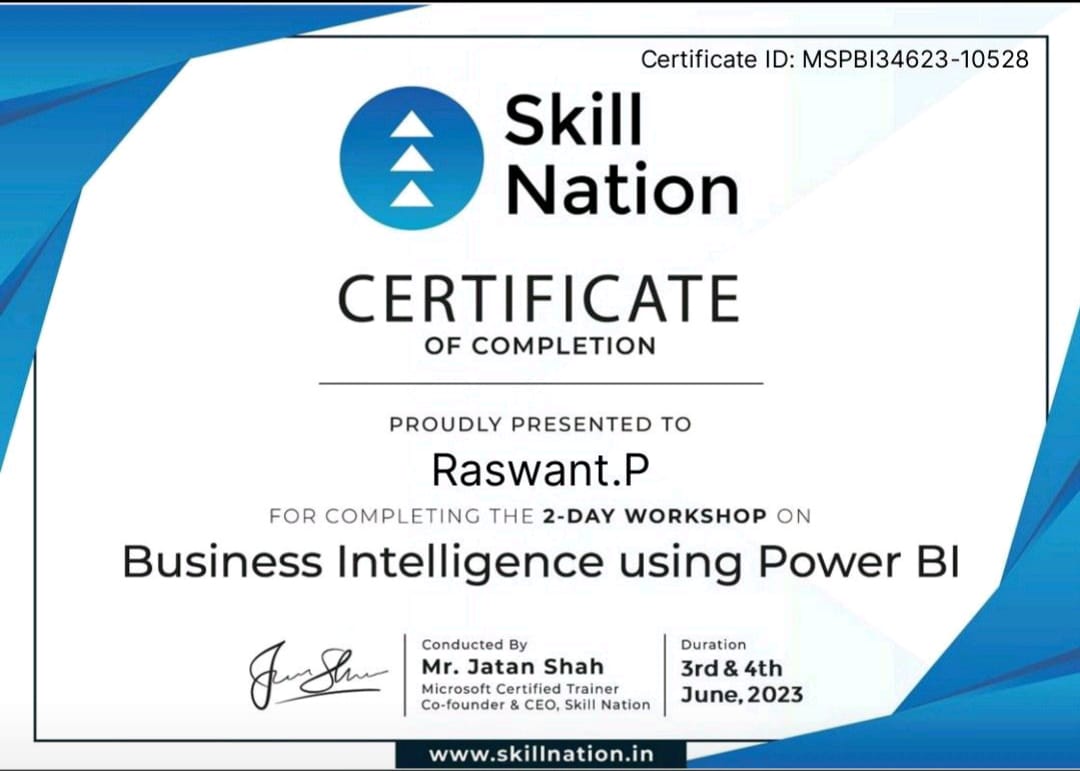 Certificate ID: MSPBI34623-10528
Skill
Nation
CERTIFICATE
OF COMPLETION
PROUDLY PRESENTED TO
Raswant.P
FOR COMPLETING THE 2-DAY WORKSHOP ON
Business Intelligence using Power BI
Conducted By
Mr. Jatan Shah
Microsoft Certified Trainer
Co-founder & CEO, Skill Nation
Duration
3rd & 4th
June, 2023
www.skillnation.in